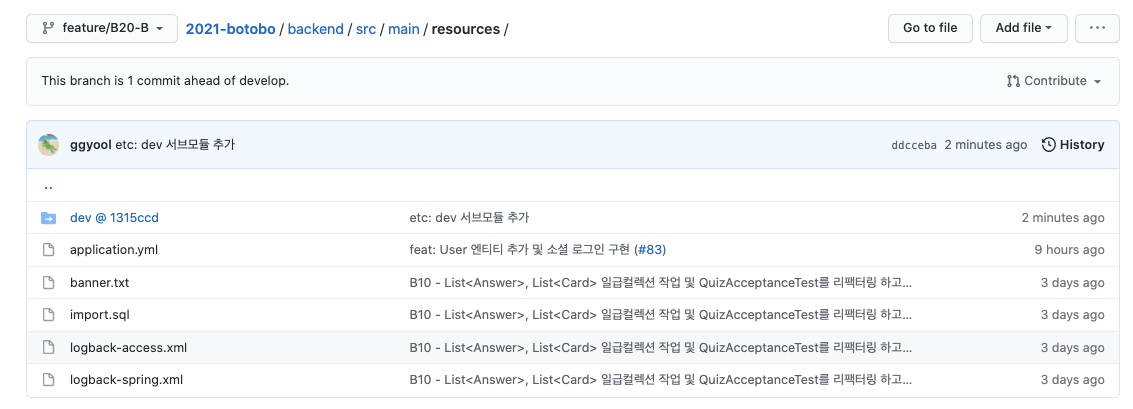 feature/B20-B 2021-botobo / backend / src / main / resources / Go to file Add file ...
This branch is 1 commit ahead of develop. Contribute
ggyool etc: dev 서브모듈 추가 ddcceba 2 minutes ago History
..
dev @ 1315ccd etc: dev 서브모듈 추가 2 minutes ago
application.yml feat: User 엔티티 추가 및 소셜 로그인 구현 (#83) 9 hours ago
banner.txt B10 - List<Answer>, List<Card> 일급컬렉션 작업 및 QuizAcceptanceTest를 리팩터링 하고... 3 days ago
import.sql B10 - List<Answer>, List<Card> 일급컬렉션 작업 및 QuizAcceptanceTest를 리팩터링 하고... 3 days ago
logback-access.xml B10 - List<Answer>, List<Card> 일급컬렉션 작업 및 QuizAcceptanceTest를 리팩터링 하고... 3 days ago
logback-spring.xml B10 - List<Answer>, List<Card> 일급컬렉션 작업 및 QuizAcceptanceTest를 리팩터링 하고... 3 days ago